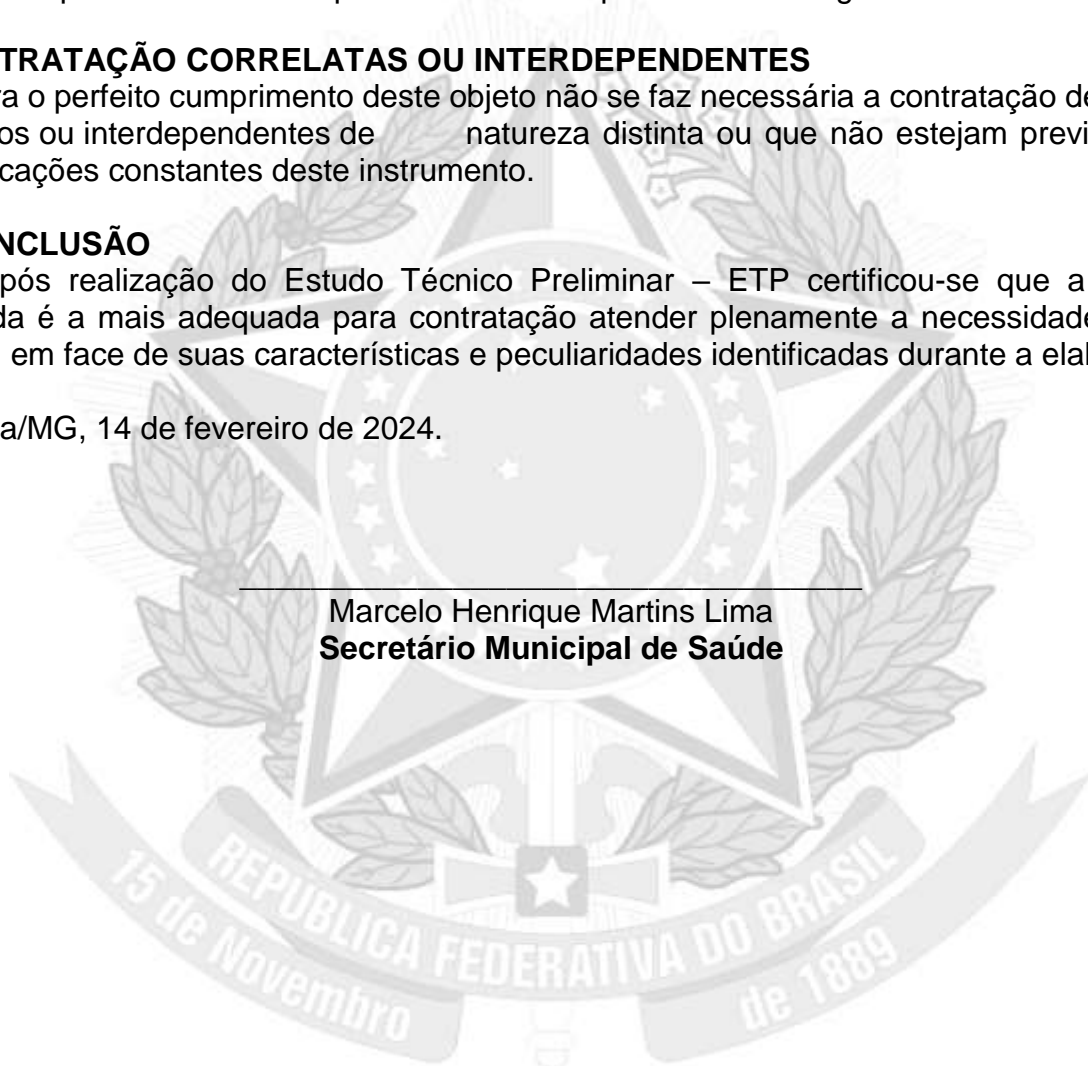 TRATAÇÃO CORRELATAS OU INTERDEPENDENTES
a o perfeito cumprimento deste objeto não se faz necessária a contratação de
os ou interdependentes de natureza distinta ou que não estejam previ
cações constantes deste instrumento.
NCLUSÃO
pós realização do Estudo Técnico Preliminar – ETP certificou-se que a
da é a mais adequada para contratação atender plenamente a necessidade
em face de suas características e peculiaridades identificadas durante a ela
a/MG, 14 de fevereiro de 2024.
Marcelo Henrique Martins Lima
Secretário Municipal de Saúde
REPUBLICA FEDERATIVA DO BRASIL
15 de Novembro de 1889